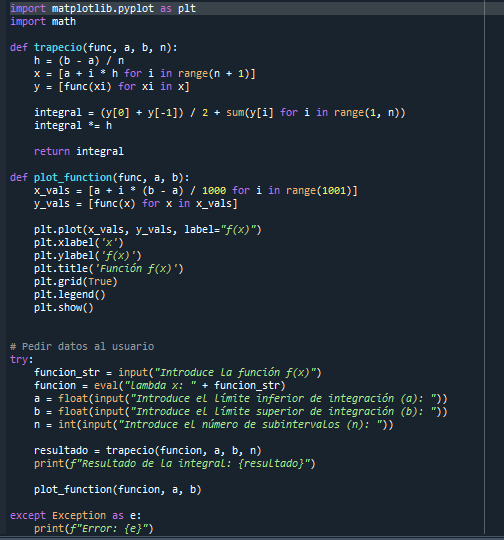 import matplotlib.pyplot as plt
import math
def trapecio(func, a, b, n):
    h = (b - a) / n
    x = [a + i * h for i in range(n + 1)]
    y = [func(xi) for xi in x]
    integral = (y[0] + y[-1]) / 2 + sum(y[i] for i in range(1, n))
    integral *= h
    return integral
def plot_function(func, a, b):
    x_vals = [a + i * (b - a) / 1000 for i in range(1001)]
    y_vals = [func(x) for x in x_vals]
    plt.plot(x_vals, y_vals, label="f(x)")
    plt.xlabel('x')
    plt.ylabel('f(x)')
    plt.title('Función f(x)')
    plt.grid(True)
    plt.legend()
    plt.show()
# Pedir datos al usuario
try:
    funcion_str = input("Introduce la función f(x)")
    funcion = eval("lambda x: " + funcion_str)
    a = float(input("Introduce el límite inferior de integración (a): "))
    b = float(input("Introduce el límite superior de integración (b): "))
    n = int(input("Introduce el número de subintervalos (n): "))
    resultado = trapecio(funcion, a, b, n)
    print(f"Resultado de la integral: {resultado}")
    plot_function(funcion, a, b)
except Exception as e:
    print(f"Error: {e}")